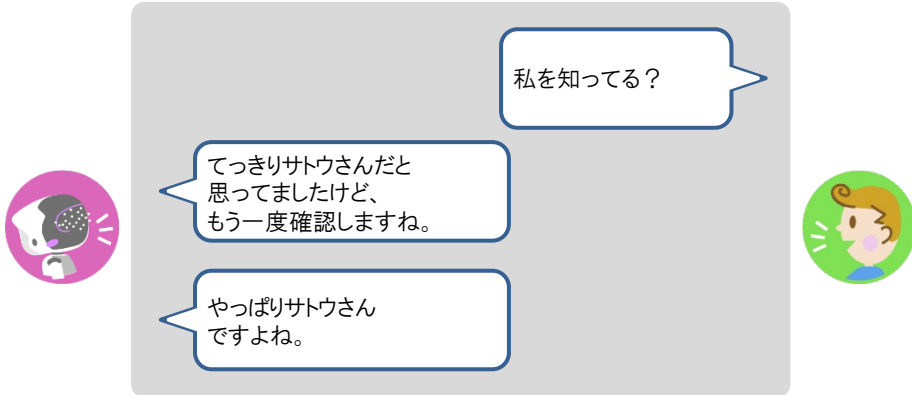 私を知ってる？
てっきりサトウさんだと
思ってましたけど、
もう一度確認しますね。
やっぱりサトウさん
ですよね。